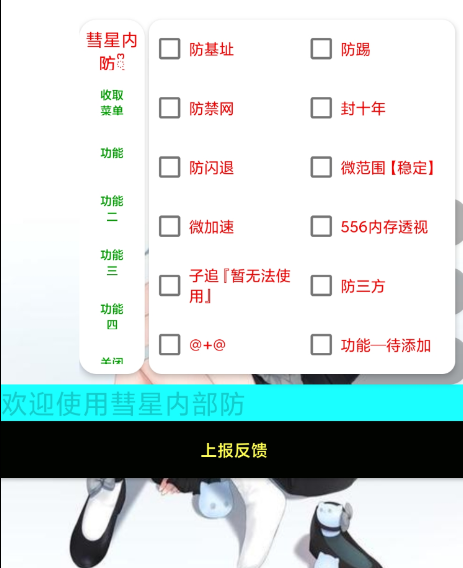 彗星内
防
收取
菜单
功能
功能
二
功能
三
功能
四
关闭
防基址
防踢
防禁网
封十年
防闪退
微范围【稳定】
微加速
556内存透视
子追『暂无法使
用』
防三方
@+@
功能一待添加
欢迎使用彗星内部防
上报反馈